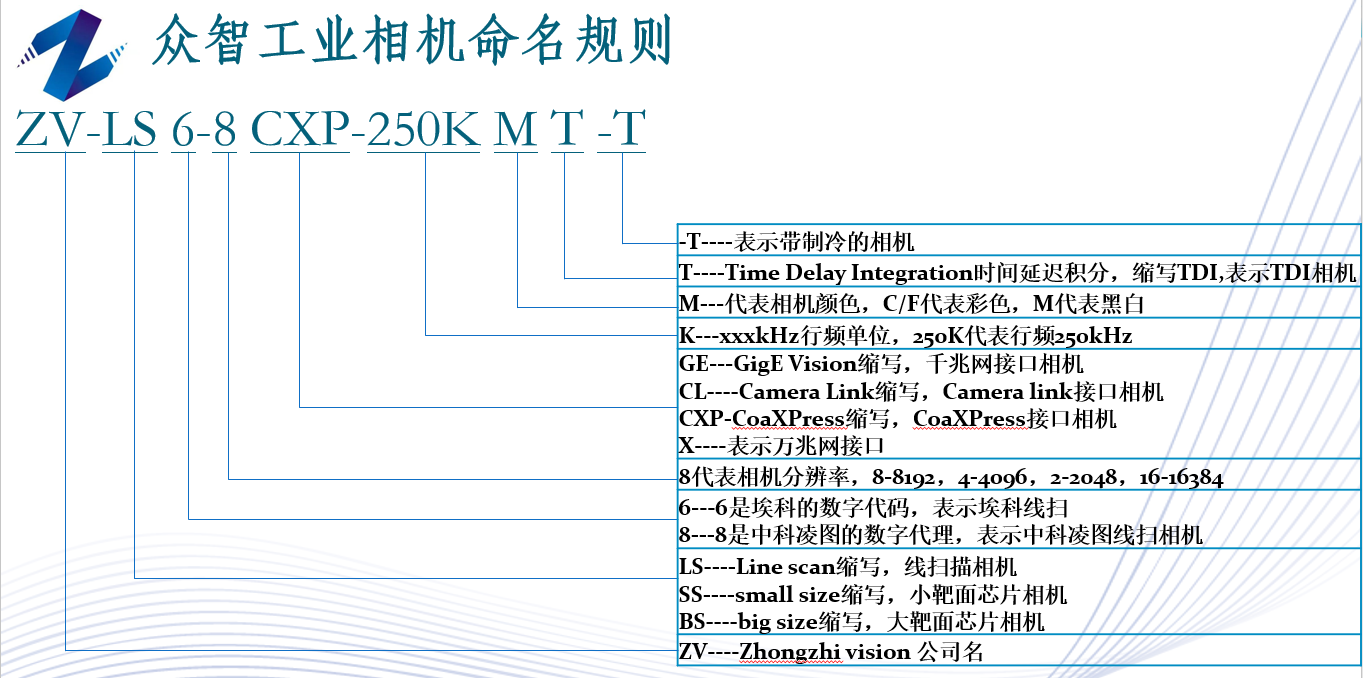 众智工业相机命名规则
ZV-LS 6-8 CXP-250K M T -T
-T----表示带制冷的相机
T----Time Delay Integration时间延迟积分，缩写TDI,表示TDI相机
M---代表相机颜色，C/F代表彩色，M代表黑白
K---xxxkHz行频单位，250K代表行频250kHz
GE---GigE Vision缩写，千兆网接口相机
CL----Camera Link缩写，Camera link接口相机
CXP-CoaXPress缩写，CoaXPress接口相机
X----表示万兆网接口
8代表相机分辨率，8-8192，4-4096，2-2048，16-16384
6---6是埃科的数字代码，表示埃科线扫
8---8是中科凌图的数字代理，表示中科凌图线扫相机
LS----Line scan缩写，线扫描相机
SS----small size缩写，小靶面芯片相机
BS----big size缩写，大靶面芯片相机
ZV----Zhongzhi vision 公司名